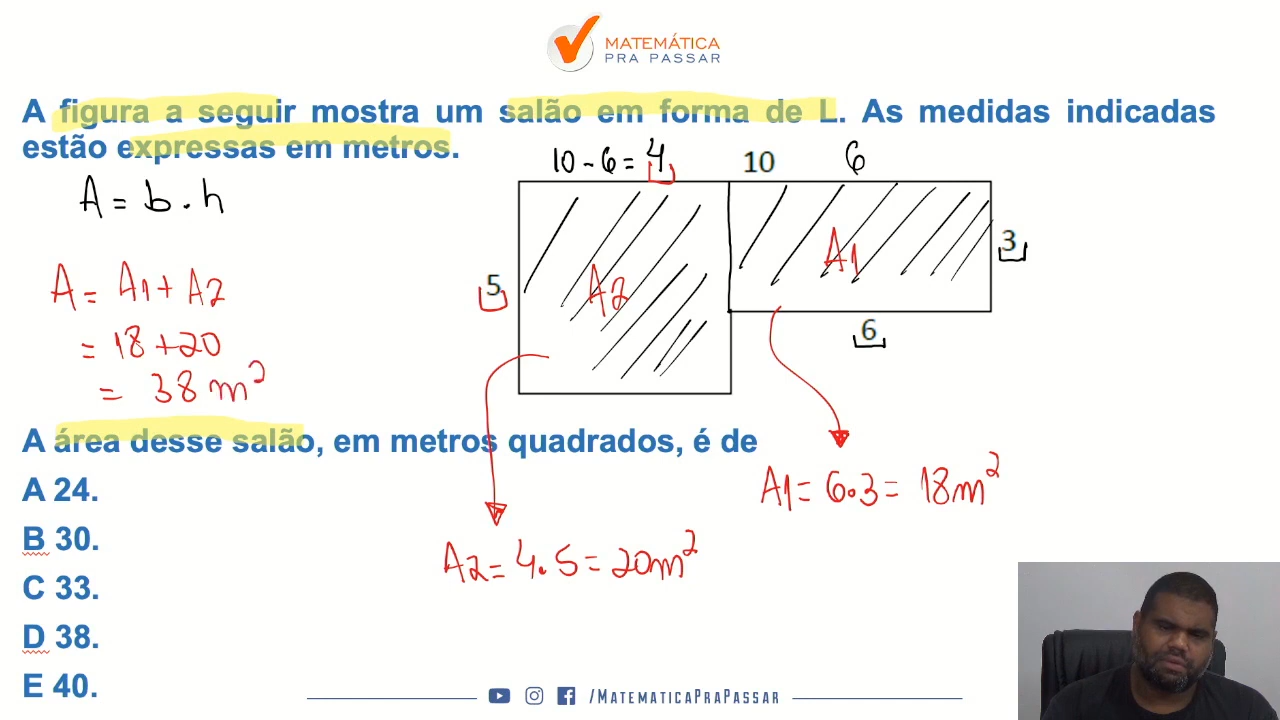 MATEMÁTICA
PRA PASSAR
A figura a seguir mostra um salão em forma de L. As medidas indicadas
estão expressas em metros.
10 - 6 = 4
10
6
A = b . h
3
A1
A = A1 + A2
5
A2
= 18 + 20
6
= 38 m²
A área desse salão, em metros quadrados, é de
A1 = 6.3 = 18m²
A 24.
B 30.
A2 = 4.5 = 20m²
C 33.
D 38.
E 40.
/MATEMATICAPRAPASSAR